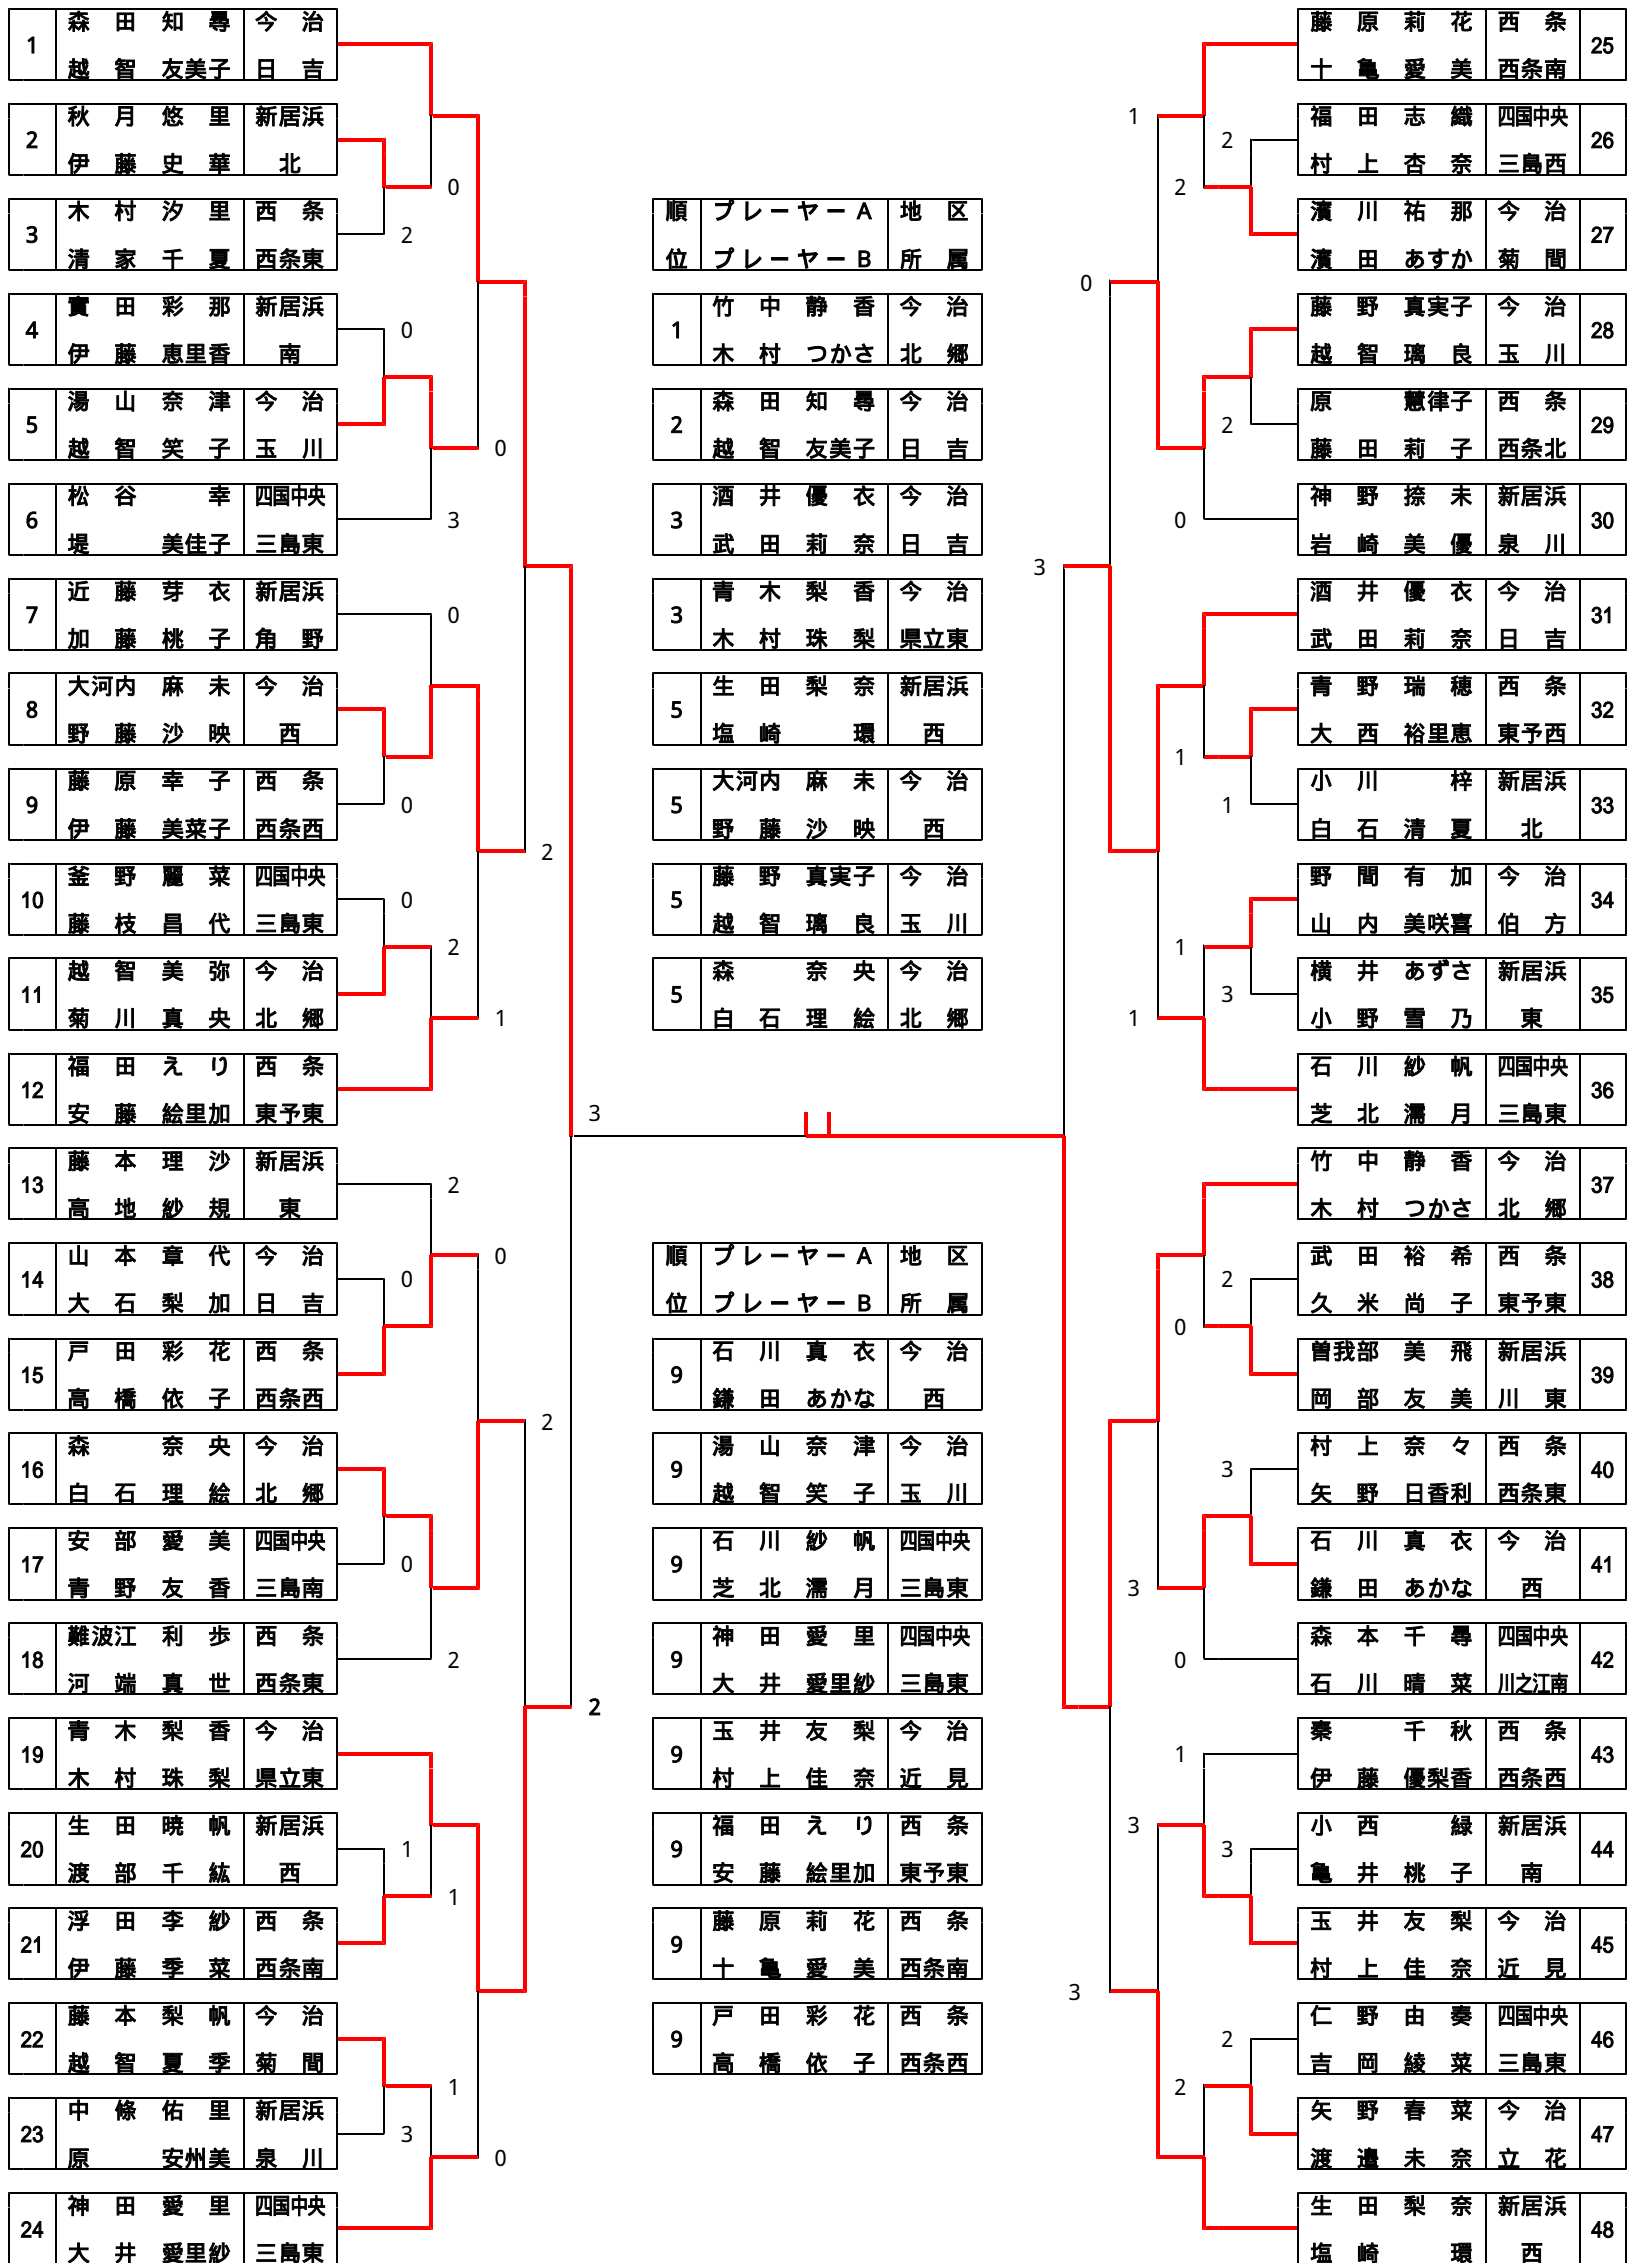 1 森田知尋 今治
越智友美子 日吉
2 秋月悠里 新居浜
伊藤史華 北
3 木村汐里 西条
清家千夏 西条東
4 實田彩那 新居浜
伊藤恵里香 南
5 湯山奈津 今治
越智笑子 玉川
6 松谷幸 四国中央
堤美佳子 三島東
7 近藤芽衣 新居浜
加藤桃子 角野
8 大河内麻未 今治
野藤沙映 西
9 藤原幸子 西条
伊藤美菜子 西条西
10 釜野麗菜 四国中央
藤枝昌代 三島東
11 越智美弥 今治
菊川真央 北郷
12 福田えり 西条
安藤絵里加 東予東
13 藤本理沙 新居浜
高地紗規 東
14 山本章代 今治
大石梨加 日吉
15 戸田彩花 西条
高橋依子 西条西
16 森奈央 今治
白石理絵 北郷
17 安部愛美 四国中央
青野友香 三島南
18 難波江利歩 西条
河端真世 西条東
19 青木梨香 今治
木村珠梨 県立東
20 生田暁帆 新居浜
渡部千紘 西
21 浮田李紗 西条
伊藤季菜 西条南
22 藤本梨帆 今治
越智夏季 菊間
23 中條佑里 新居浜
原安州美 泉川
24 神田愛里 四国中央
大井愛里紗 三島東
0
2
0
0
3
0
0
2
0
2
1
2
3
2
0
0
2
0
2
1
1
2
1
3
0
順 プレーヤーA 地区
位 プレーヤーB 所属
1 竹中静香 今治
木村つかさ 北郷
2 森田知尋 今治
越智友美子 日吉
3 酒井優衣 今治
武田莉奈 日吉
3 青木梨香 今治
木村珠梨 県立東
5 生田梨奈 新居浜
塩崎環 西
5 大河内麻未 今治
野藤沙映 西
5 藤野真実子 今治
越智璃良 玉川
5 森奈央 今治
白石理絵 北郷
順 プレーヤーA 地区
位 プレーヤーB 所属
9 石川真衣 今治
鎌田あかな 西
9 湯山奈津 今治
越智笑子 玉川
9 石川紗帆 四国中央
芝北濡月 三島東
9 神田愛里 四国中央
大井愛里紗 三島東
9 玉井友梨 今治
村上佳奈 近見
9 福田えり 西条
安藤絵里加 東予東
9 藤原莉花 西条
十亀愛美 西条南
9 戸田彩花 西条
高橋依子 西条西
1
2
2
0
2
0
3
1
1
1
3
1
2
0
3
3
0
1
3
3
3
2
2
藤原莉花 西条 25
十亀愛美 西条南
福田志織 四国中央 26
村上杏奈 三島西
濱川祐那 今治 27
濱田あすか 菊間
藤野真実子 今治 28
越智璃良 玉川
原慧律子 西条 29
藤田莉子 西条北
神野捺未 新居浜 30
岩崎美優 泉川
酒井優衣 今治 31
武田莉奈 日吉
青野瑞穂 西条 32
大西裕里恵 東予西
小川梓 新居浜 33
白石清夏 北
野間有加 今治 34
山内美咲喜 伯方
横井あずさ 新居浜 35
小野雪乃 東
石川紗帆 四国中央 36
芝北濡月 三島東
竹中静香 今治 37
木村つかさ 北郷
武田裕希 西条 38
久米尚子 東予東
曽我部美飛 新居浜 39
岡部友美 川東
村上奈々 西条 40
矢野日香利 西条東
石川真衣 今治 41
鎌田あかな 西
森本千尋 四国中央 42
石川晴菜 川之江南
秦千秋 西条 43
伊藤優梨香 西条西
小西緑 新居浜 44
亀井桃子 南
玉井友梨 今治 45
村上佳奈 近見
仁野由奏 四国中央 46
吉岡綾菜 三島東
矢野春菜 今治 47
渡邉未奈 立花
生田梨奈 新居浜 48
塩崎環 西